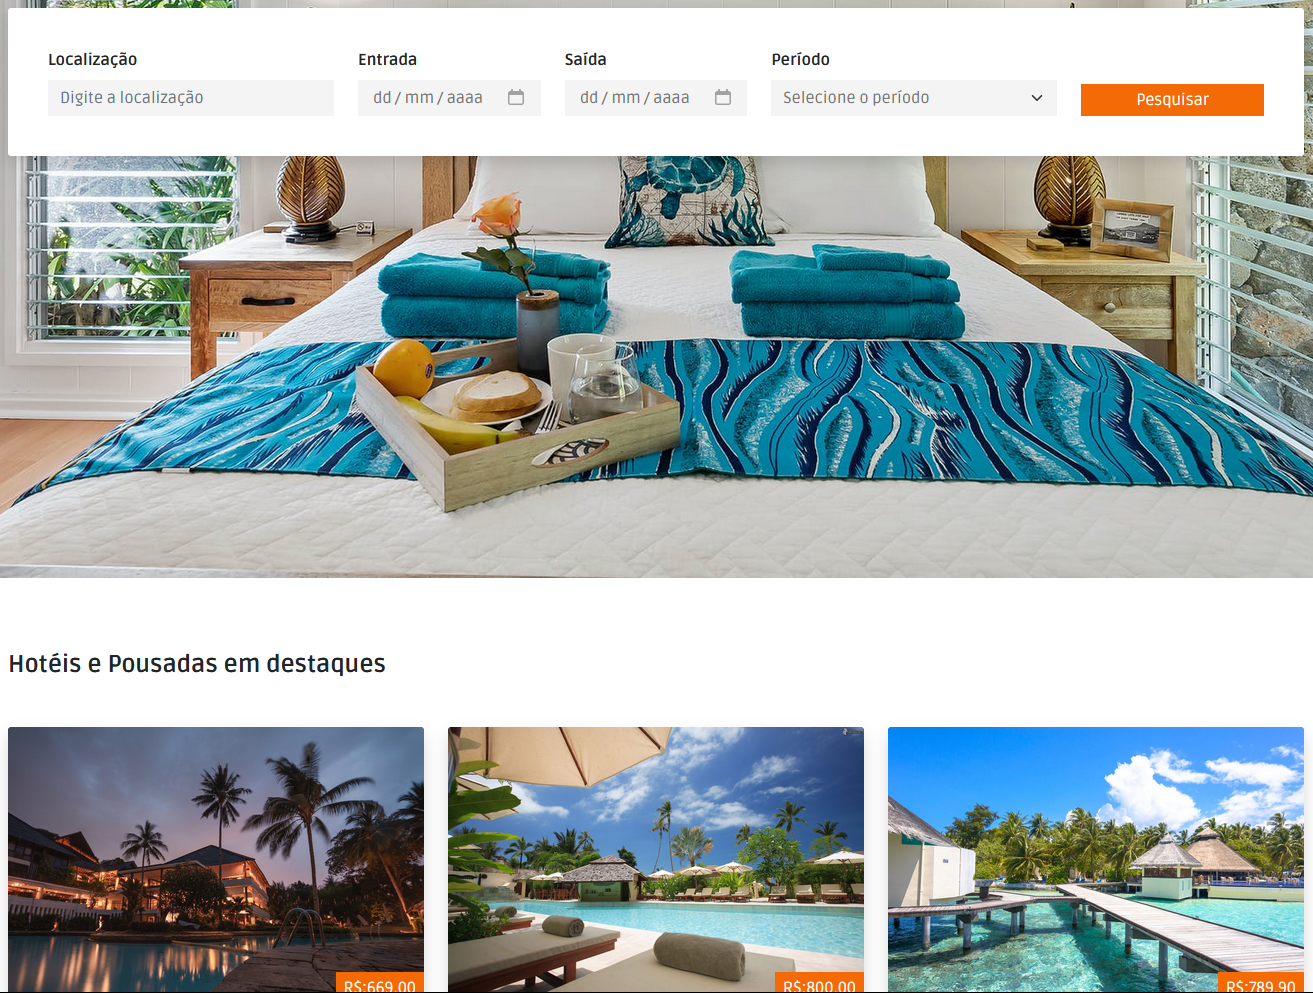 Localização
Entrada
Saída
Período
Digite a localização
dd / mm / aaaa
dd / mm / aaaa
Selecione o período
Pesquisar
Hotéis e Pousadas em destaques
R$:669,00
R$:800,00
R$:789,90